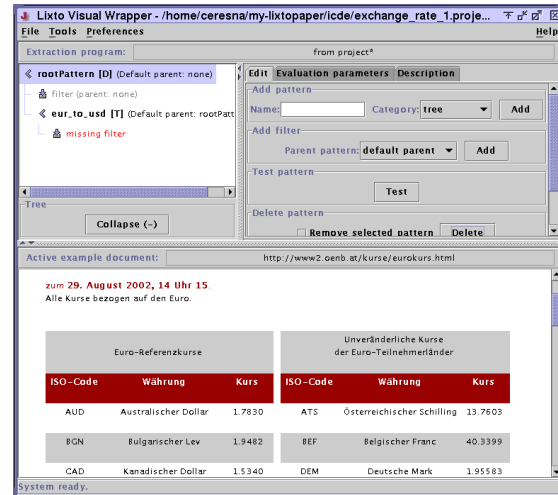 Lixto Visual Wrapper - /home/ceresna/my-lixtopaper/icde/exchange_rate_1.proje...
File Tools Preferences Help
Extraction program: from project*
rootPattern [D] (Default parent: none)
filter (parent: none)
eur_to_usd [T] (Default parent: rootPatt
missing filter
Tree
Collapse (-)
Edit Evaluation parameters Description
Add pattern
Name: Category: tree Add
Add filter
Parent pattern: default parent Add
Test pattern
Test
Delete pattern
Remove selected pattern Delete
Active example document: http://www2.oenb.at/kurse/eurokurs.html
zum 29. August 2002, 14 Uhr 15.
Alle Kurse bezogen auf den Euro.
Euro-Referenzkurse
Unveränderliche Kurse
der Euro-Teilnehmerländer
ISO-Code Währung Kurs ISO-Code Währung Kurs
AUD Australischer Dollar 1.7830 ATS Österreichischer Schilling 13.7603
BGN Bulgarischer Lev 1.9482 BEF Belgischer Franc 40.3399
CAD Kanadischer Dollar 1.5340 DEM Deutsche Mark 1.95583
System ready.